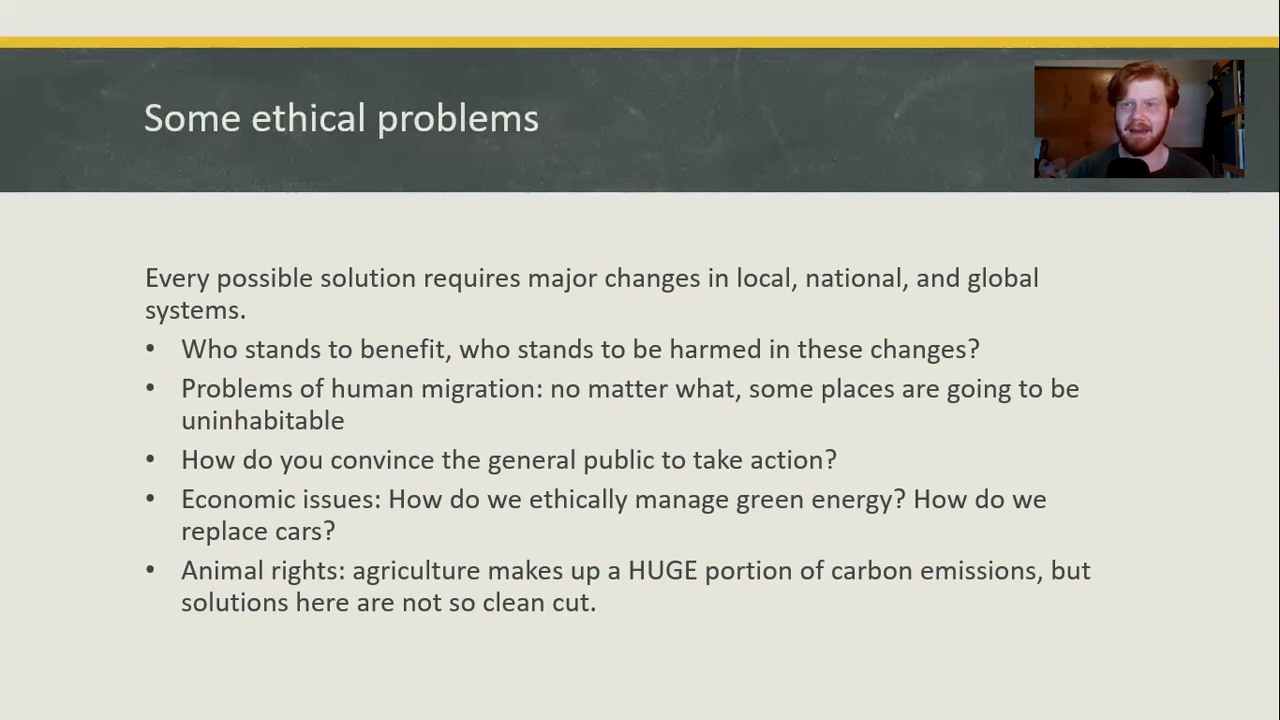 Some ethical problems
Every possible solution requires major changes in local, national, and global
systems.
• Who stands to benefit, who stands to be harmed in these changes?
• Problems of human migration: no matter what, some places are going to be
uninhabitable
• How do you convince the general public to take action?
• Economic issues: How do we ethically manage green energy? How do we
replace cars?
• Animal rights: agriculture makes up a HUGE portion of carbon emissions, but
solutions here are not so clean cut.